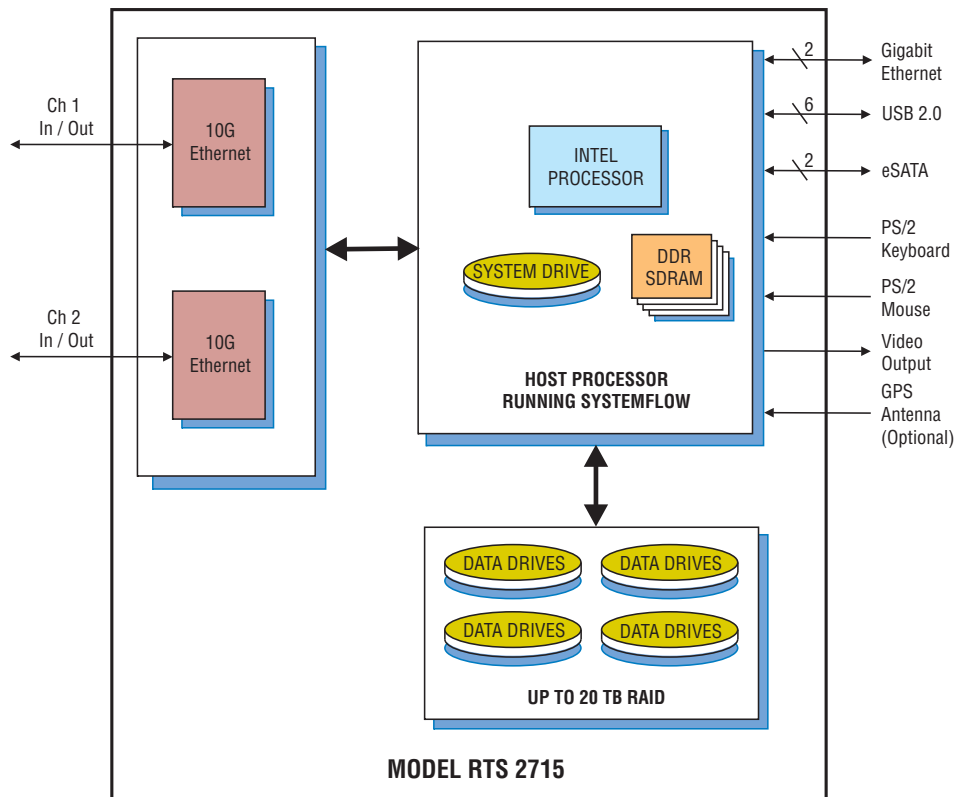 Ch 1
In / Out
10G
Ethernet
Ch 2
In / Out
10G
Ethernet
INTEL
PROCESSOR
SYSTEM DRIVE
DDR
SDRAM
HOST PROCESSOR
RUNNING SYSTEMFLOW
2
Gigabit
Ethernet
6
USB 2.0
2
eSATA
PS/2
Keyboard
PS/2
Mouse
Video
Output
GPS
Antenna
(Optional)
DATA DRIVES
DATA DRIVES
DATA DRIVES
DATA DRIVES
UP TO 20 TB RAID
MODEL RTS 2715